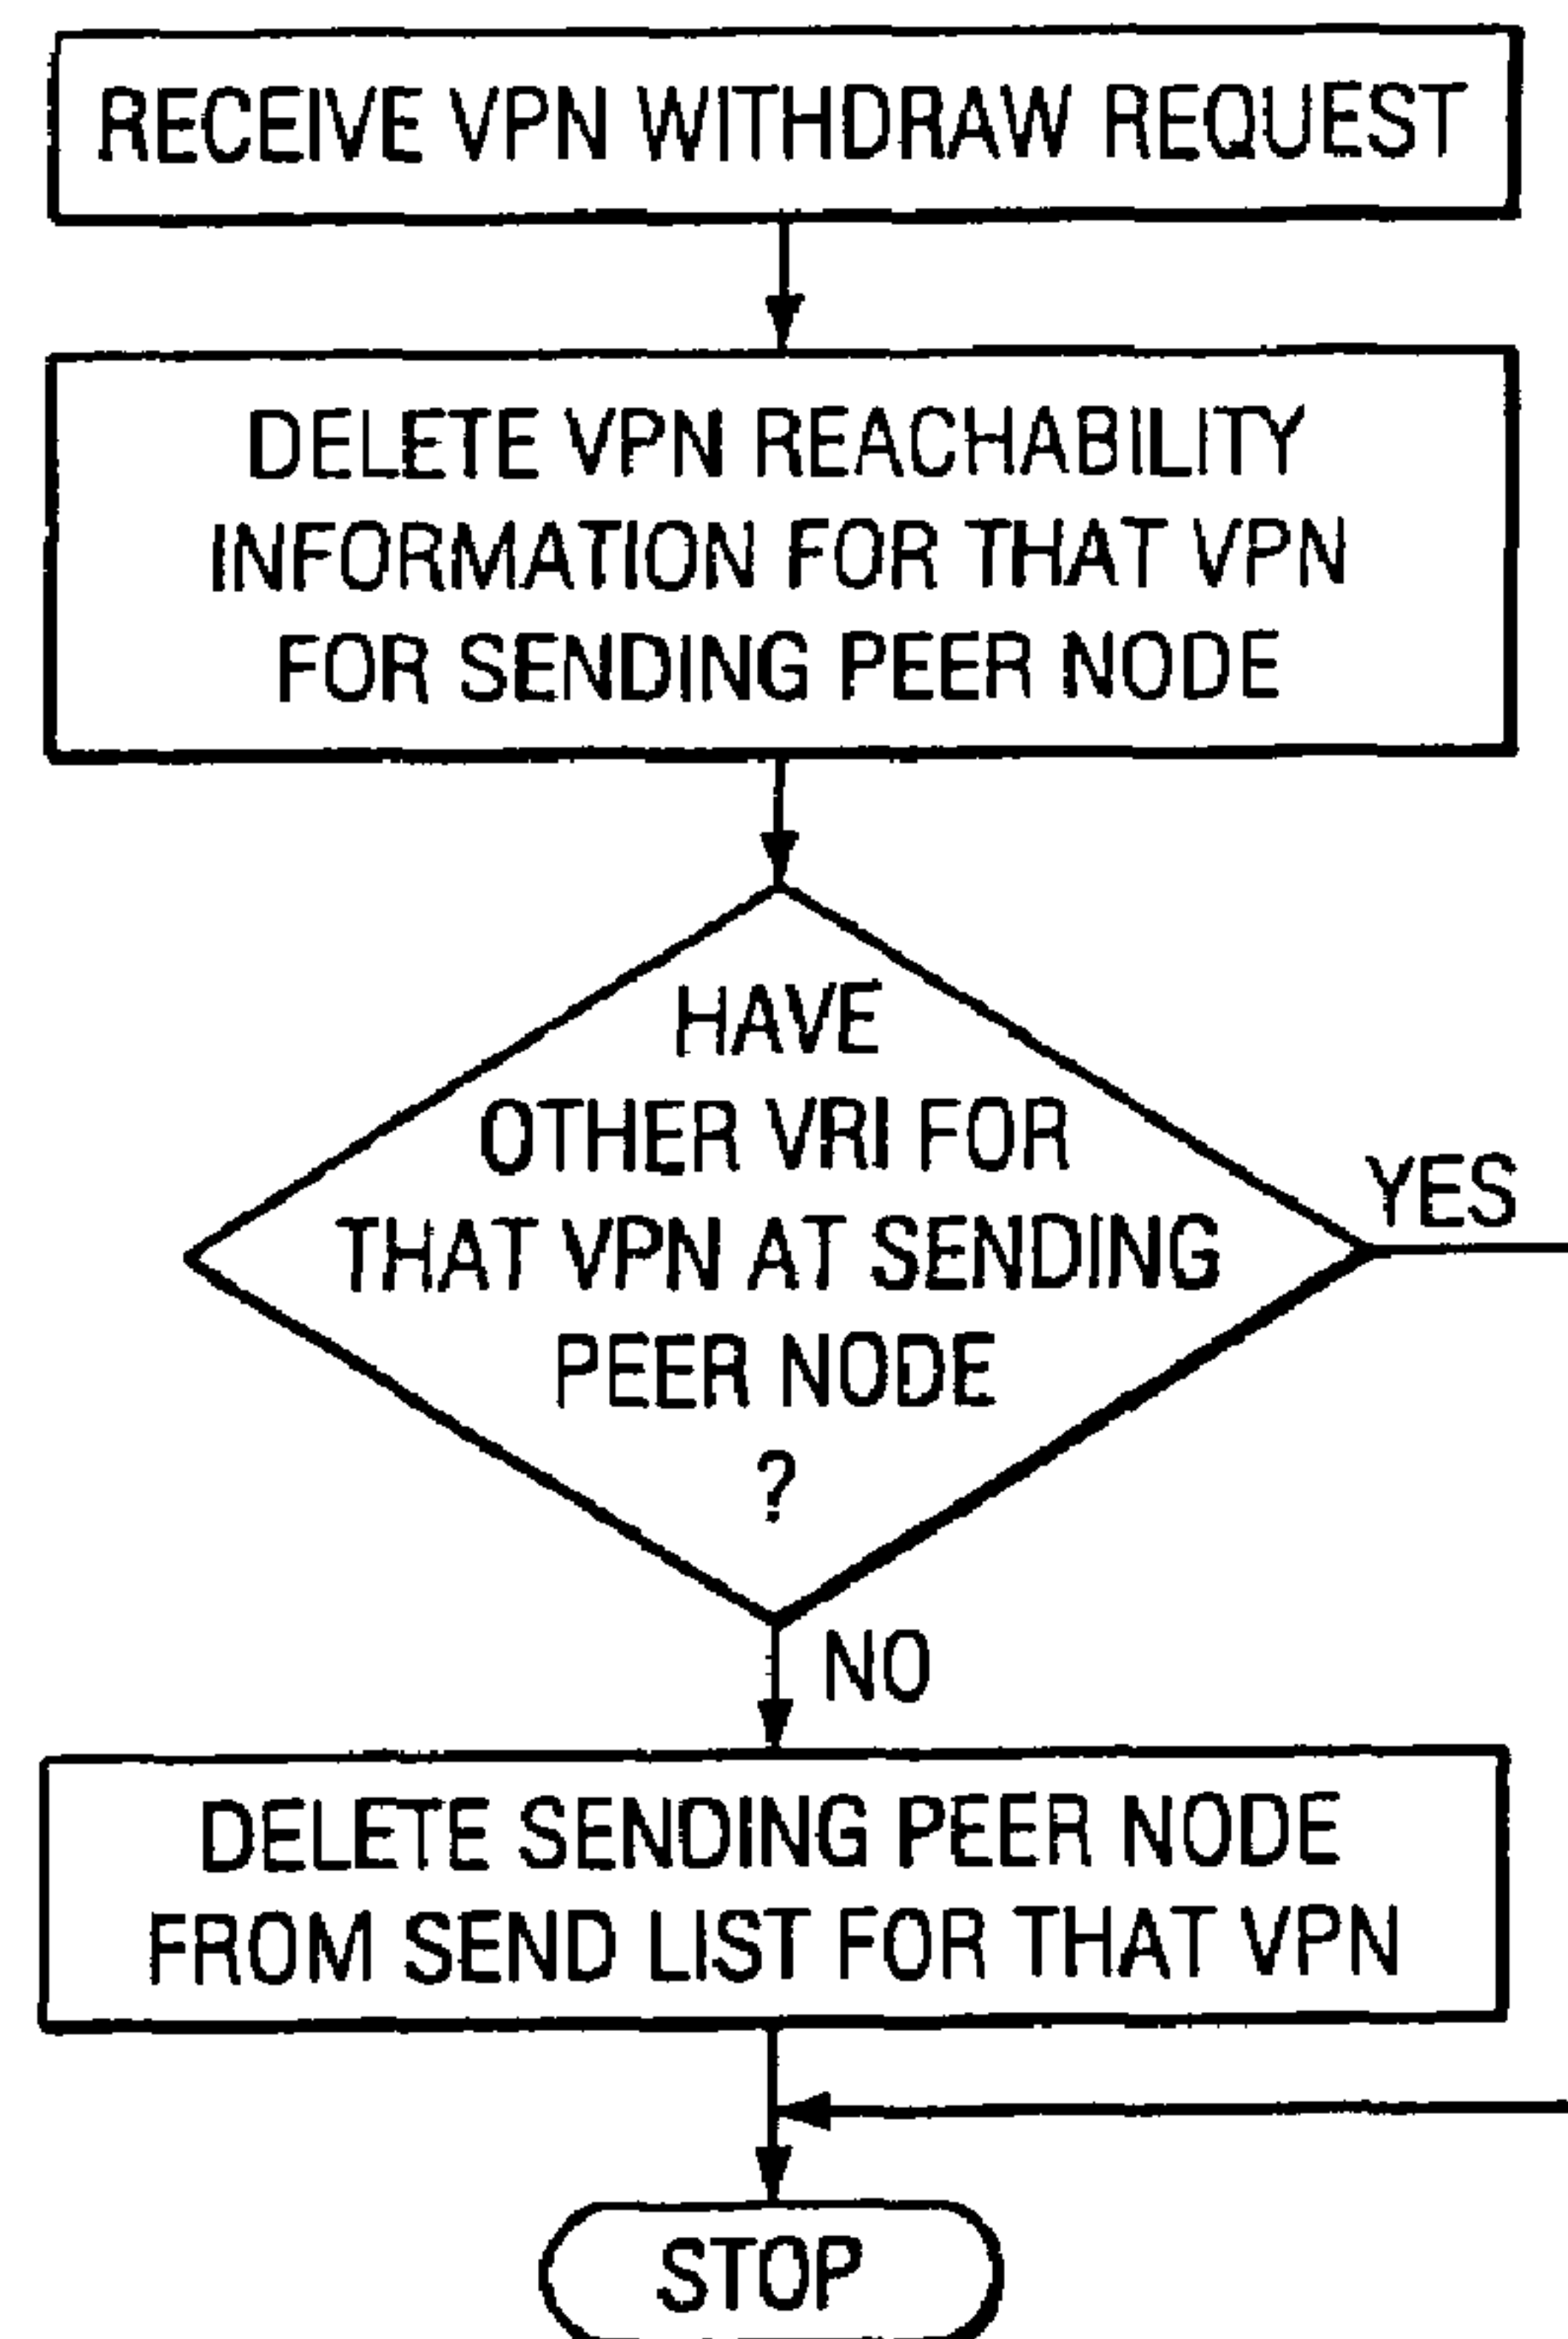 RECEIVE VPN WITHDRAW REQUEST
DELETE VPN REACHABILITY
INFORMATION FOR THAT VPN
FOR SENDING PEER NODE
HAVE
OTHER VRI FOR
THAT VPN AT SENDING
PEER NODE
?
YES
NO
DELETE SENDING PEER NODE
FROM SEND LIST FOR THAT VPN
STOP